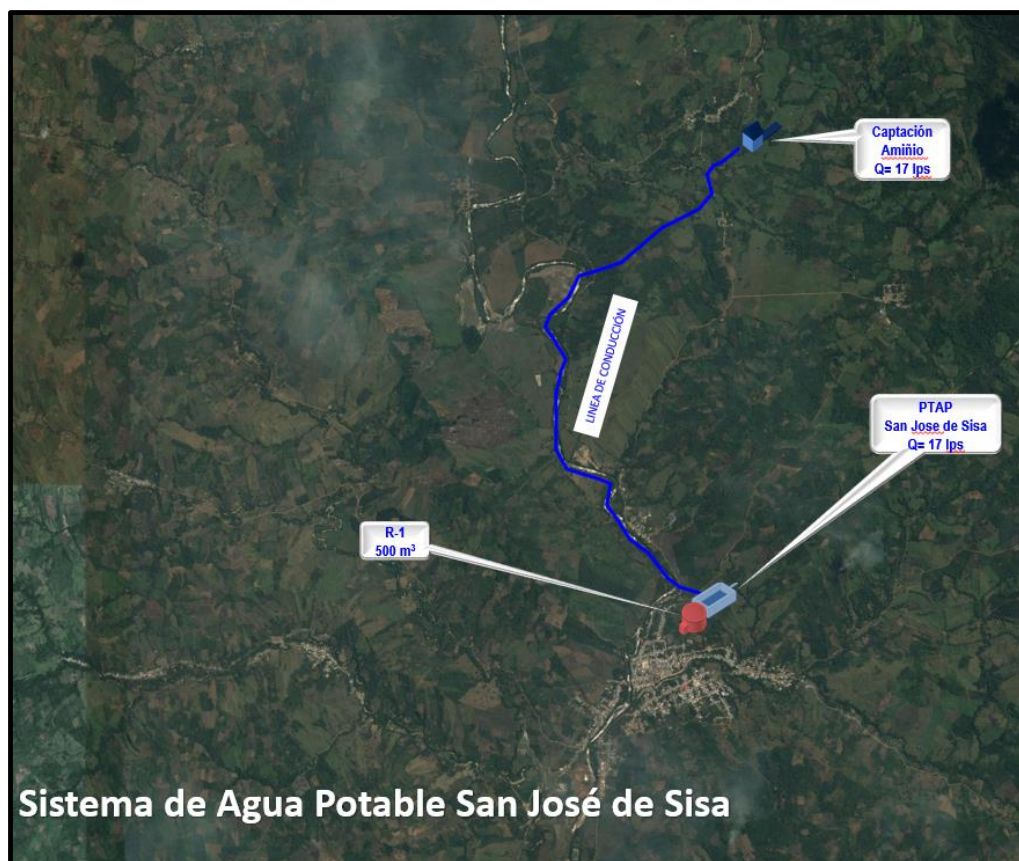 Captación
Amiñio
Q= 17 lps
LINEA DE CONDUCCIÓN
PTAP
San Jose de Sisa
Q= 17 lps
R-1
500 m³
Sistema de Agua Potable San José de Sisa